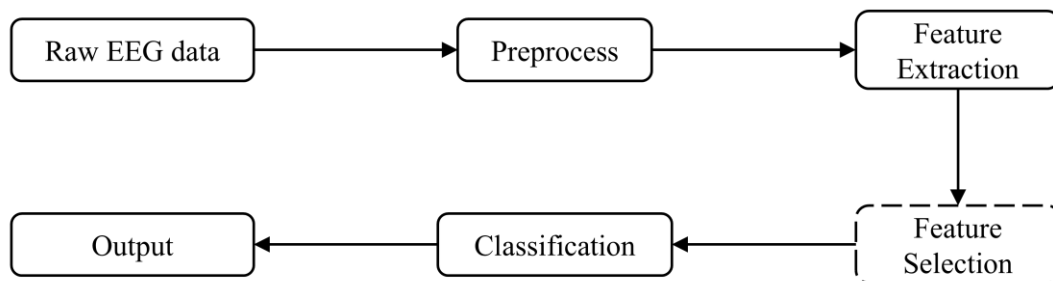 Raw EEG data
Preprocess
Feature
Extraction
Feature
Selection
Classification
Output